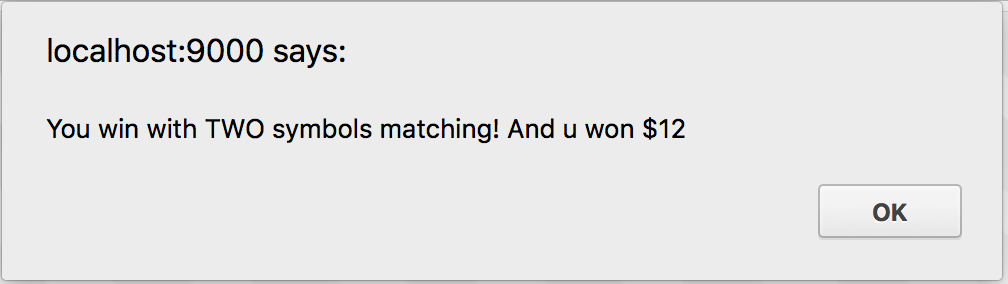 localhost:9000 says:
You win with TWO symbols matching! And u won $12
OK